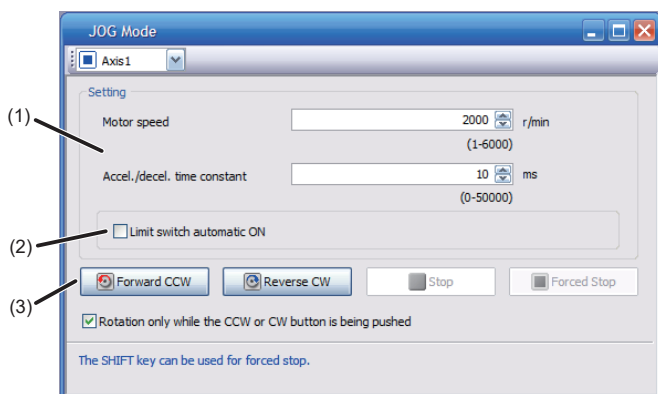 JOG Mode
Axis1
Setting
(1)
Motor speed 2000 r/min
(1-6000)
Accel./decel. time constant 10 ms
(0-50000)
(2)
Limit switch automatic ON
(3)
Forward CCW Reverse CW Stop Forced Stop
Rotation only while the CCW or CW button is being pushed
The SHIFT key can be used for forced stop.